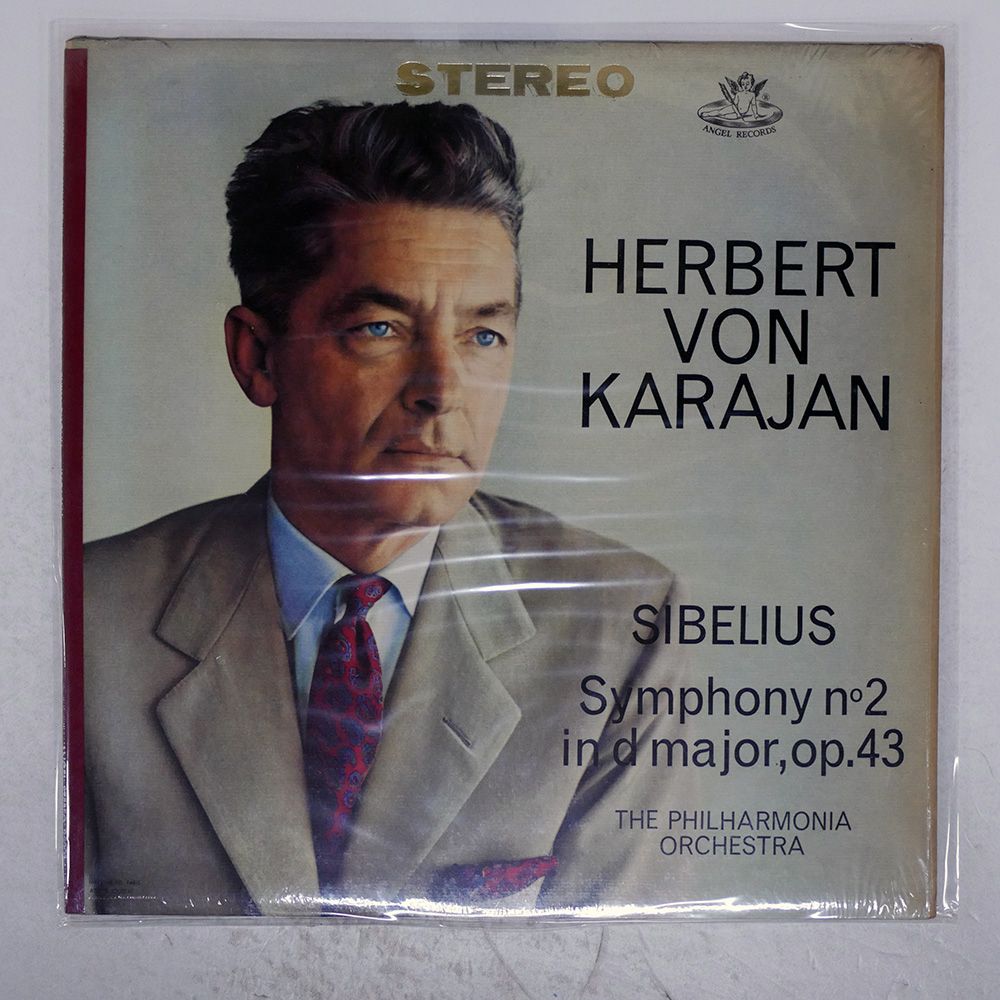 STEREO
ANGEL RECORDS
HERBERT
VON
KARAJAN
SIBELIUS
Symphony nº2
in d major, op. 43
THE PHILHARMONIA
ORCHESTRA